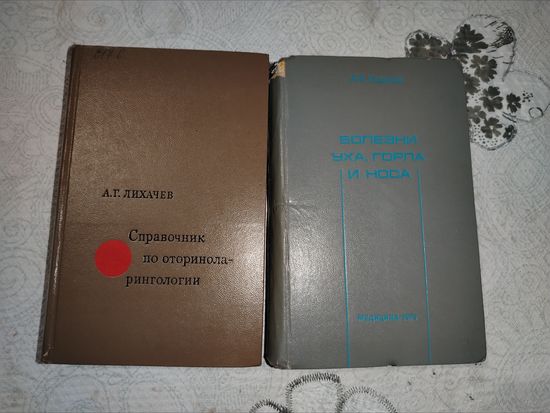 А.Г. ЛИХАЧЕВ
Справочник
по оторинола-
рингологии
БОЛЕЗНИ
УХА, ГОРЛА
И НОСА